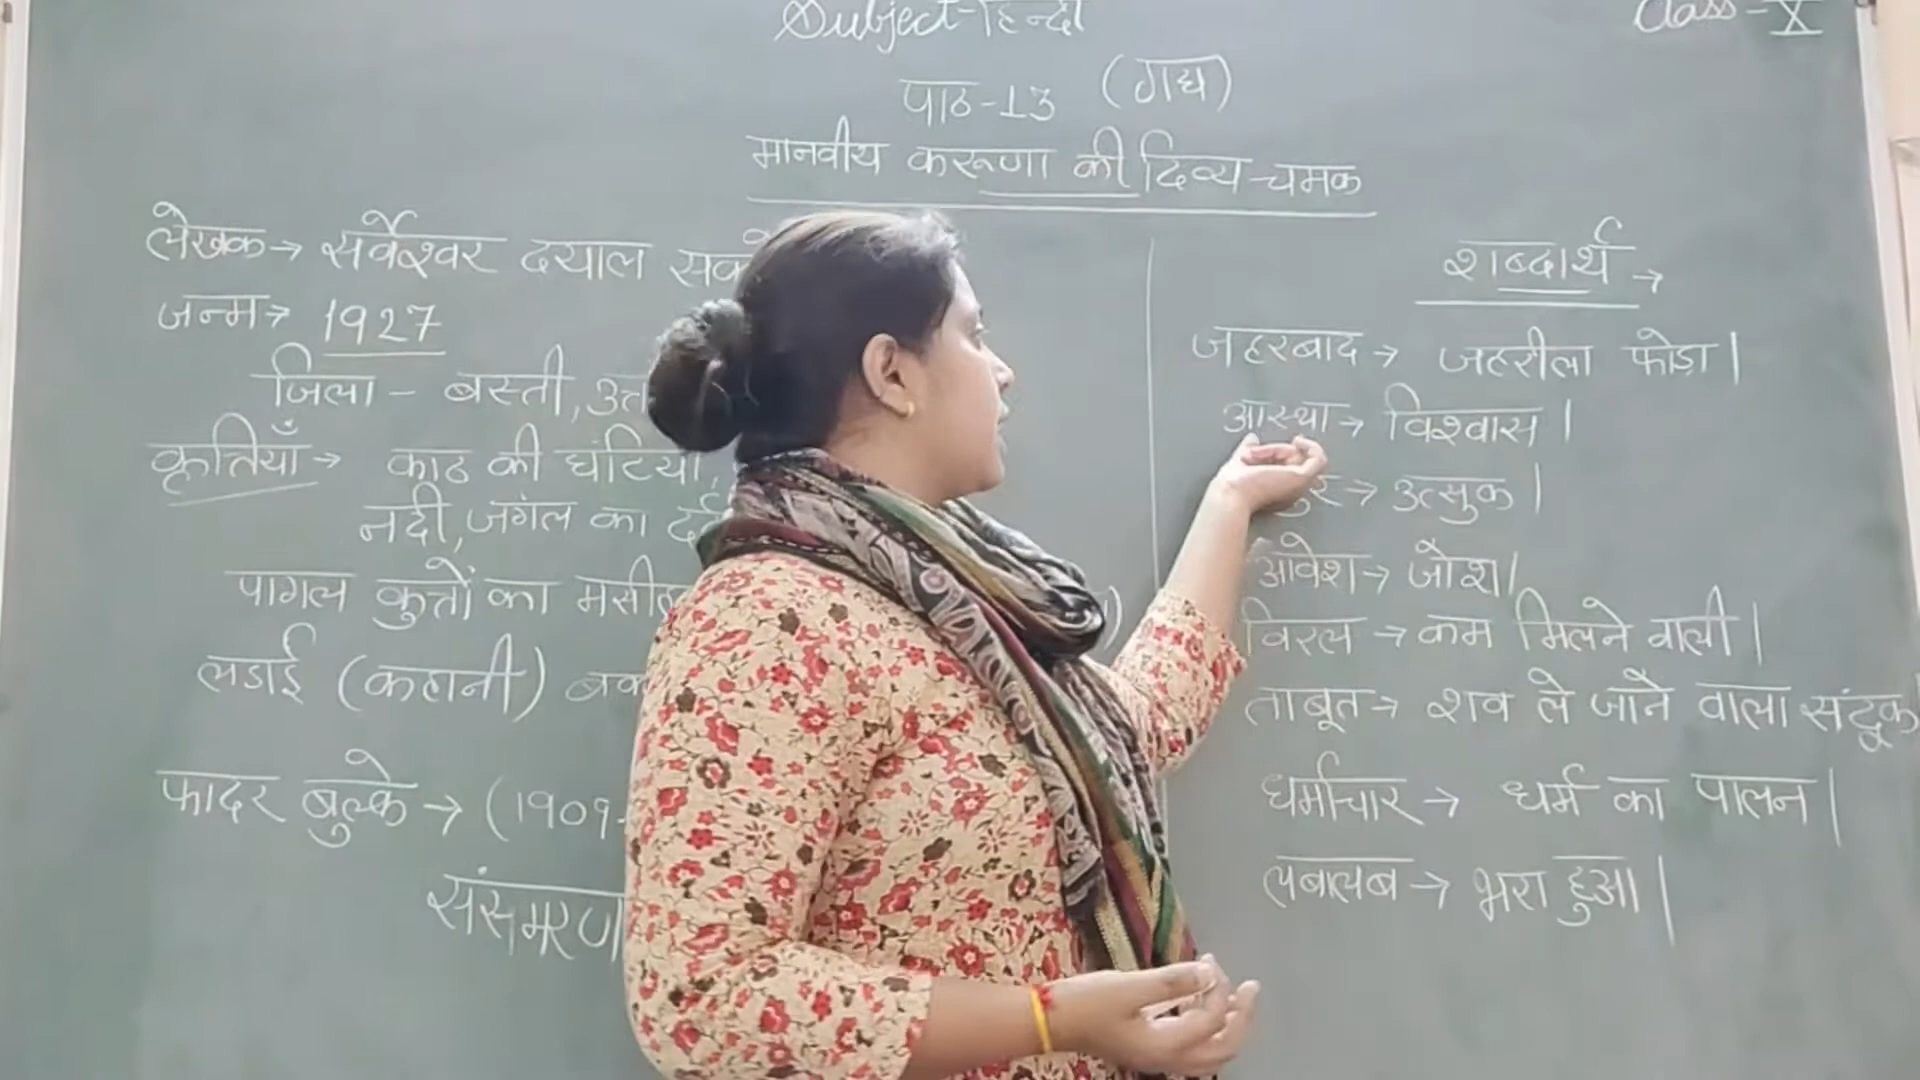 Subject-हिन्दी
Class-X
पाठ-13 (गद्य)
मानवीय करूणा की दिव्य-चमक
लेखक→ सर्वेश्वर दयाल
जन्म→ 1927
जिला - बस्ती,
कृत्तियाँ→ काठ की घंटियां,
नदी, जंगल का
पागल कुत्तों का
लडाई (कहानी)
फादर बुल्के → (1909-
संसमरण
शब्दार्थ →
जहरबाद → जहरीला फोड़ा।
आस्था→ विश्वास।
→ उत्सुक।
आवेश→ जोश।
विरल → कम मिलने वाली।
ताबूत→ शव ले जाने वाला संदूक
धर्माचार → धर्म का पालन।
लबालब → भरा हुआ।